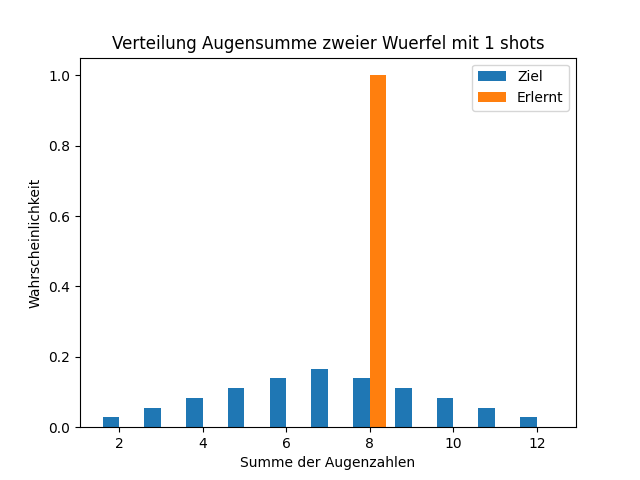 Verteilung Augensumme zweier Wuerfel mit 1 shots
Ziel
Erlernt
Wahrscheinlichkeit
1.0
0.8
0.6
0.4
0.2
0.0
2 4 6 8 10 12
Summe der Augenzahlen